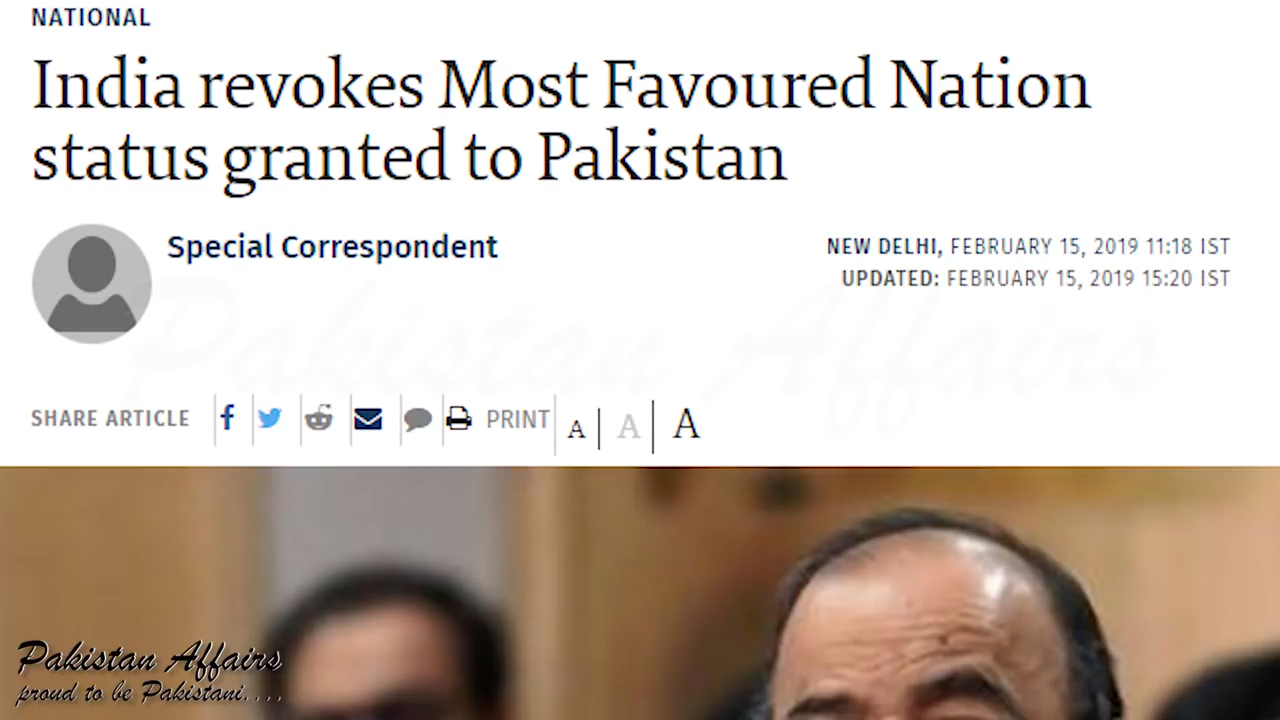 NATIONAL
India revokes Most Favoured Nation
status granted to Pakistan
Special Correspondent
NEW DELHI, FEBRUARY 15, 2019 11:18 IST
UPDATED: FEBRUARY 15, 2019 15:20 IST
Pakistan Affairs
SHARE ARTICLE PRINT A A A
Pakistan Affairs
proud to be Pakistani....